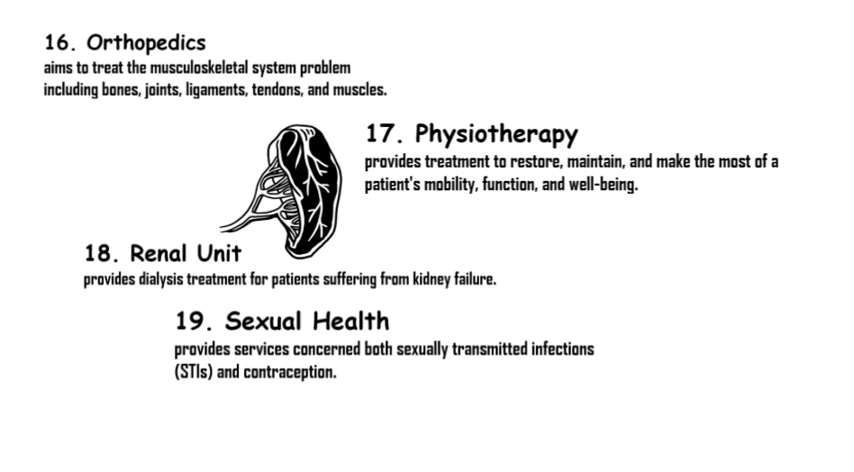 16. Orthopedics
aims to treat the musculoskeletal system problem
including bones, joints, ligaments, tendons, and muscles.
17. Physiotherapy
provides treatment to restore, maintain, and make the most of a
patient's mobility, function, and well-being.
18. Renal Unit
provides dialysis treatment for patients suffering from kidney failure.
19. Sexual Health
provides services concerned both sexually transmitted infections
(STIs) and contraception.